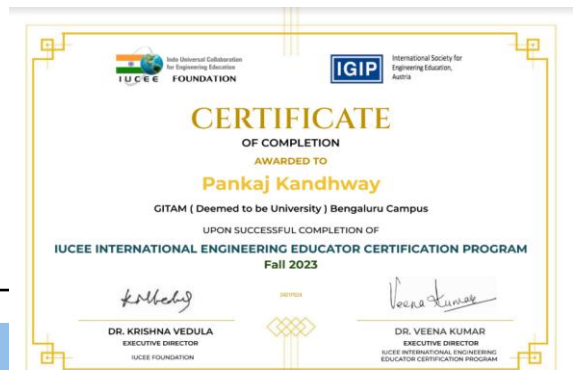 Indo Universal Collaboration
for Engineering Education
IUCEE FOUNDATION
IGIP
International Society for
Engineering Education,
Austria
CERTIFICATE
OF COMPLETION
AWARDED TO
Pankaj Kandhway
GITAM ( Deemed to be University ) Bengaluru Campus
UPON SUCCESSFUL COMPLETION OF
IUCEE INTERNATIONAL ENGINEERING EDUCATOR CERTIFICATION PROGRAM
Fall 2023
Veena Kumar
DR. KRISHNA VEDULA
EXECUTIVE DIRECTOR
IUCEE FOUNDATION
DR. VEENA KUMAR
EXECUTIVE DIRECTOR
IUCEE INTERNATIONAL ENGINEERING
EDUCATOR CERTIFICATION PROGRAM